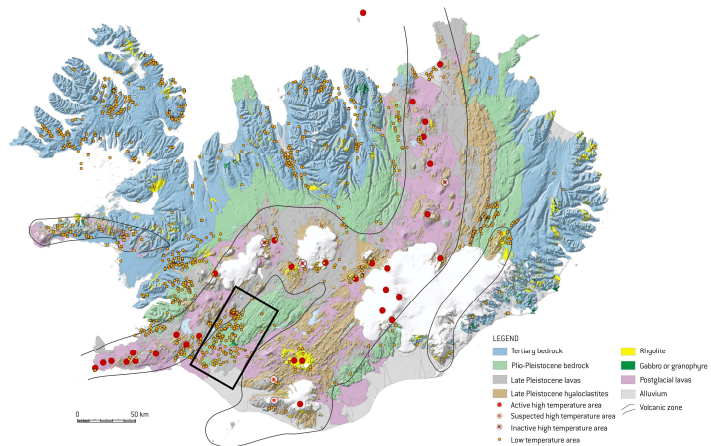 0
50 km
LEGEND
Tertiary bedrock
Plio-Pleistocene bedrock
Late Pleistocene lavas
Late Pleistocene hyaloclastites
Active high temperature area
Suspected high temperature area
Inactive high temperature area
Low temperature area
Rhyolite
Gabbro or granophyre
Postglacial lavas
Alluvium
Volcanic zone